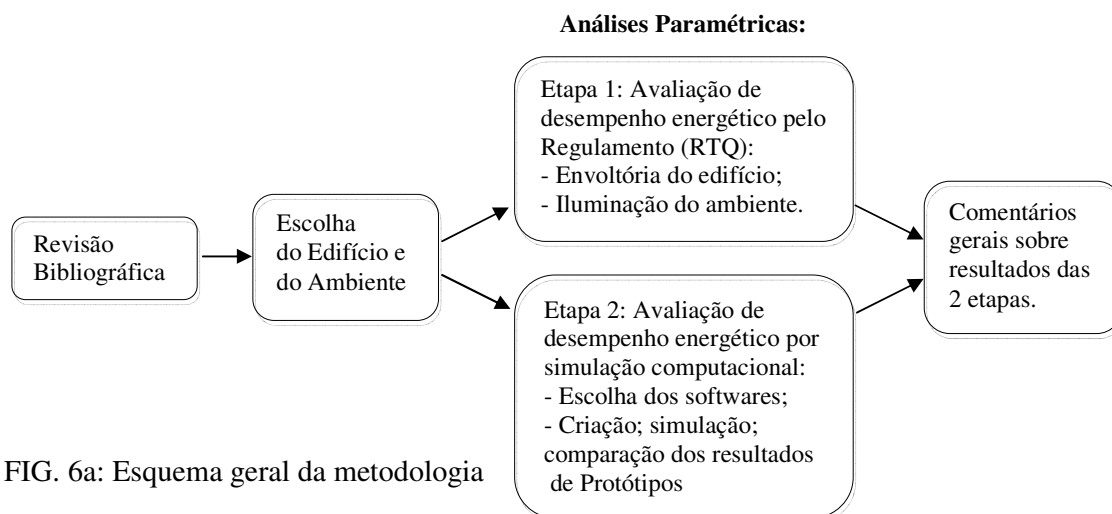 Análises Paramétricas:
Revisão
Bibliográfica
Escolha
do Edifício e
do Ambiente
Etapa 1: Avaliação de
desempenho energético pelo
Regulamento (RTQ):
- Envoltória do edifício;
- Iluminação do ambiente.
Etapa 2: Avaliação de
desempenho energético por
simulação computacional:
- Escolha dos softwares;
- Criação; simulação;
comparação dos resultados
de Protótipos
Comentários
gerais sobre
resultados das
2 etapas.
FIG. 6a: Esquema geral da metodologia